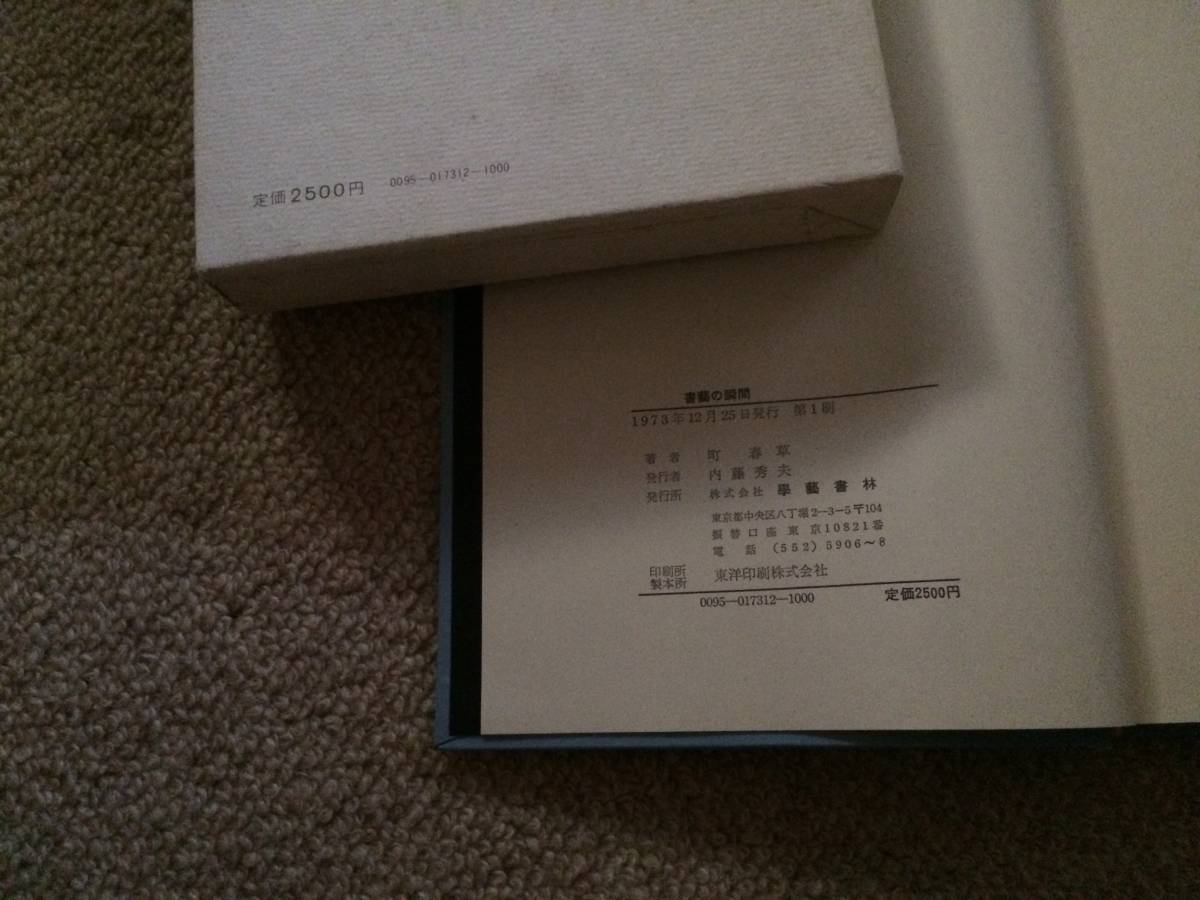 定価2500円 0095—017312—1000
書藝の瞬間
1973年12月25日発行 第1刷
著者 町春草
発行者 内藤秀夫
発行所 株式会社 學藝書林
東京都中央区八丁堀2—3—5〒104
振替口座東京10821番
電話 (552)5906〜8
印刷所
製本所 東洋印刷株式会社
0095—017312—1000 定価2500円